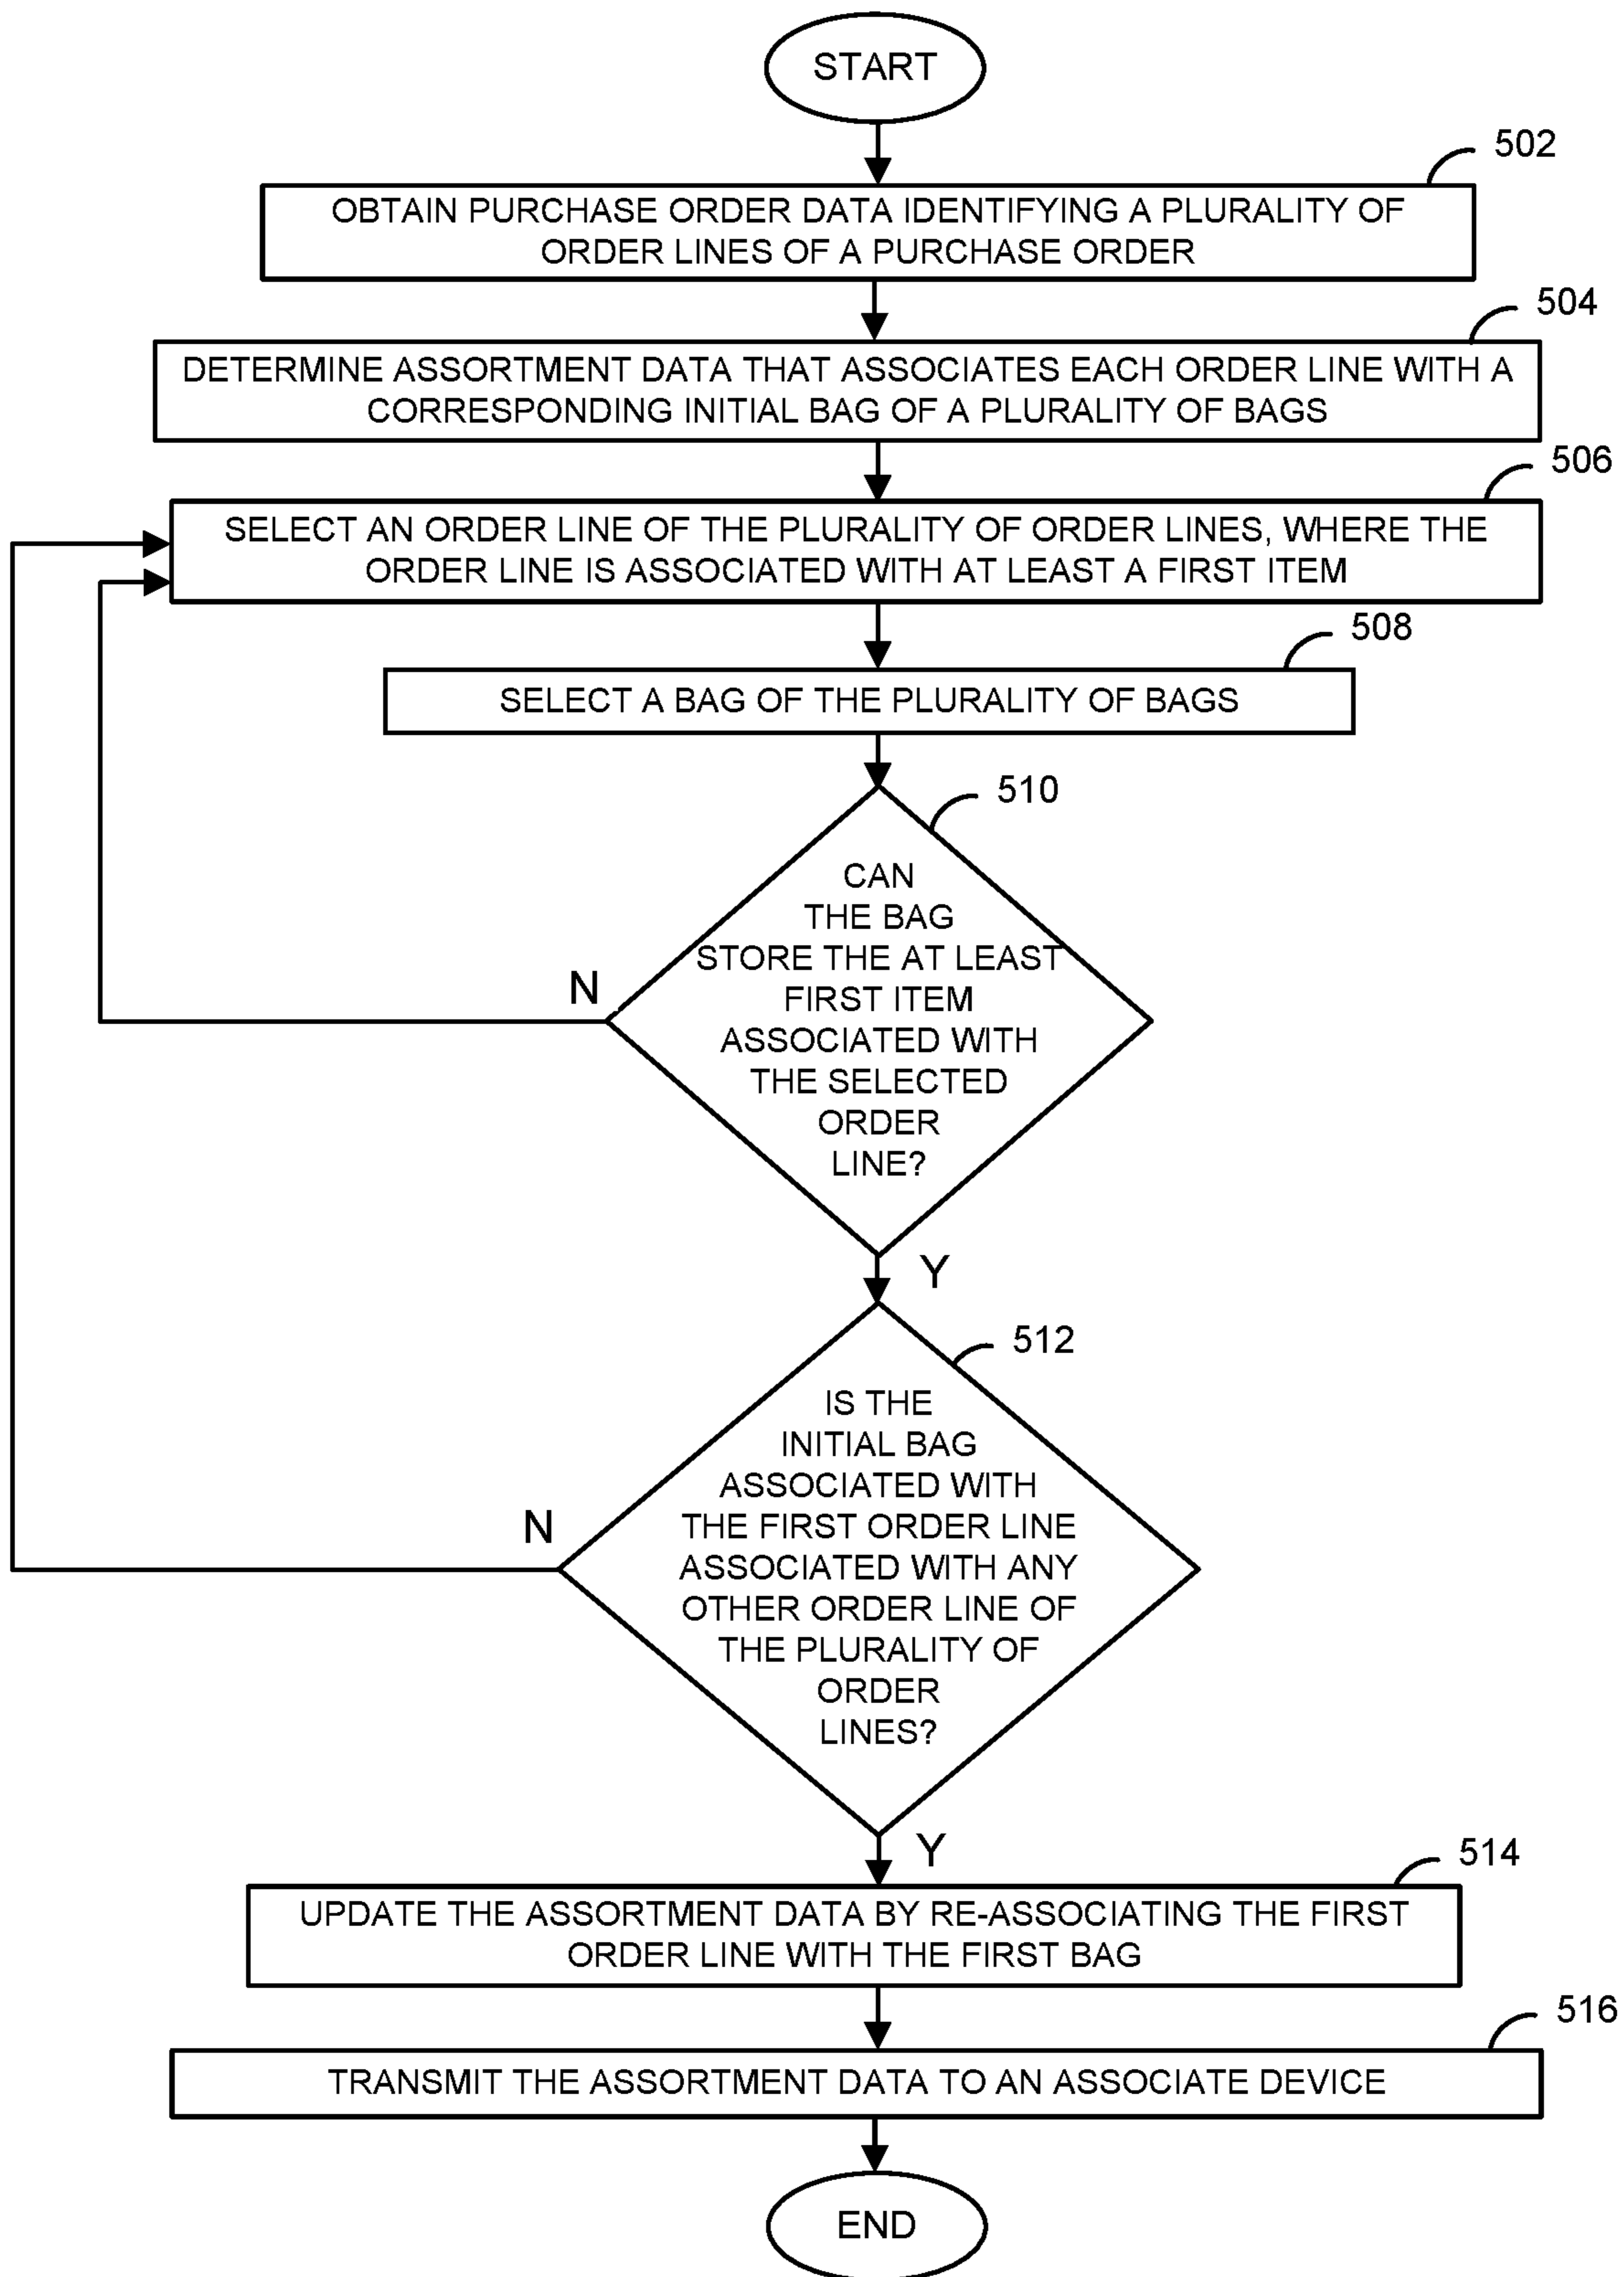 START
502
OBTAIN PURCHASE ORDER DATA IDENTIFYING A PLURALITY OF
ORDER LINES OF A PURCHASE ORDER
504
DETERMINE ASSORTMENT DATA THAT ASSOCIATES EACH ORDER LINE WITH A
CORRESPONDING INITIAL BAG OF A PLURALITY OF BAGS
506
SELECT AN ORDER LINE OF THE PLURALITY OF ORDER LINES, WHERE THE
ORDER LINE IS ASSOCIATED WITH AT LEAST A FIRST ITEM
508
SELECT A BAG OF THE PLURALITY OF BAGS
510
CAN
THE BAG
STORE THE AT LEAST
FIRST ITEM
ASSOCIATED WITH
THE SELECTED
ORDER
LINE?
N
Y
512
IS THE
INITIAL BAG
ASSOCIATED WITH
THE FIRST ORDER LINE
ASSOCIATED WITH ANY
OTHER ORDER LINE OF
THE PLURALITY OF
ORDER
LINES?
N
Y
514
UPDATE THE ASSORTMENT DATA BY RE-ASSOCIATING THE FIRST
ORDER LINE WITH THE FIRST BAG
516
TRANSMIT THE ASSORTMENT DATA TO AN ASSOCIATE DEVICE
END